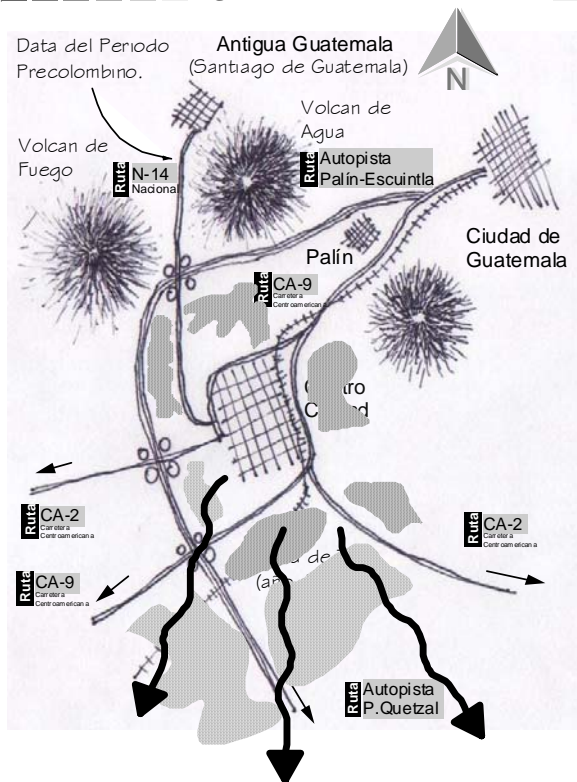 Data del Periodo
Precolombino.
Antigua Guatemala
(Santiago de Guatemala)
N
Volcan de
Agua
Volcan de
Fuego
Ruta
N-14
Nacional
Ruta
Autopista
Palín-Escuintla
Palín
Ciudad de
Guatemala
Ruta
CA-9
Carretera
Centroamericana
Ruta
CA-2
Carretera
Centroamericana
Ruta
CA-2
Carretera
Centroamericana
Ruta
CA-9
Carretera
Centroamericana
de
Ruta
Autopista
P.Quetzal